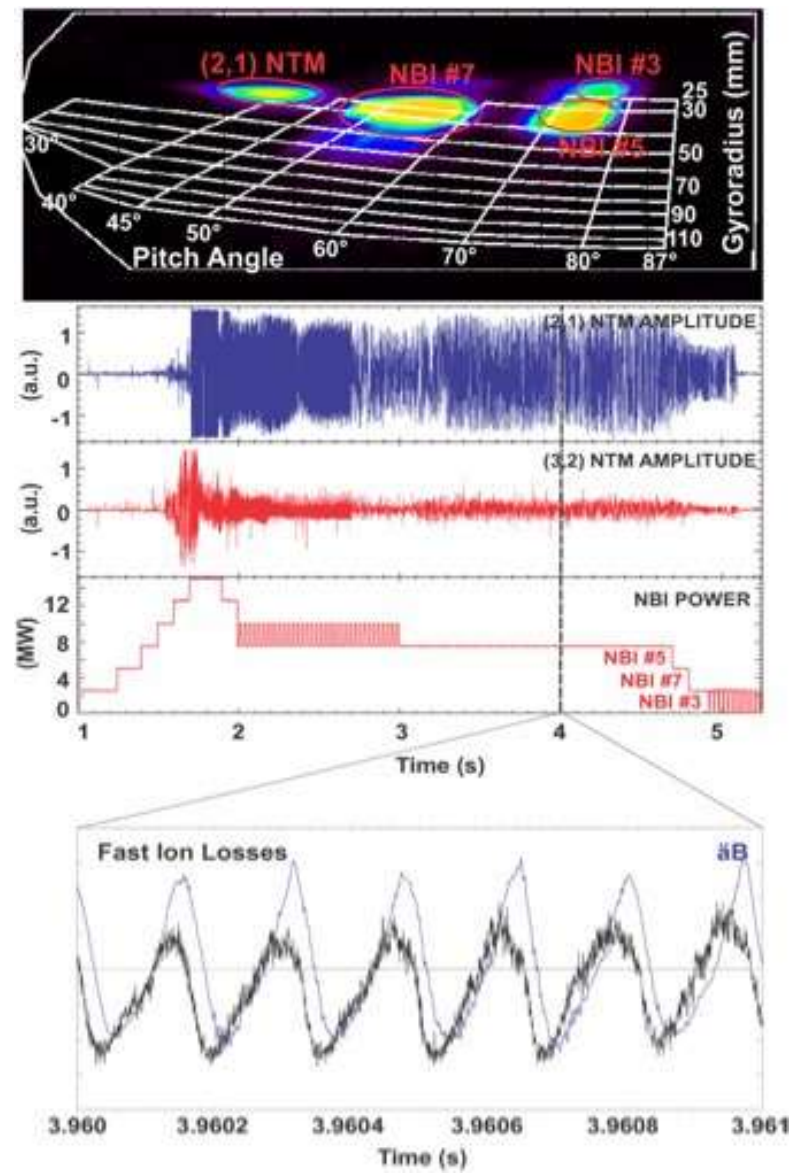 (2,1) NTM
NBI #7
NBI #3
NBI #5
25
30
50
70
90
110
Gyroradius (mm)
30°
40°
45°
50°
60°
70°
80°
87°
Pitch Angle
(2,1) NTM AMPLITUDE
1
0
-1
(a.u.)
(3,2) NTM AMPLITUDE
1
0
-1
(a.u.)
NBI POWER
12
8
4
0
(MW)
NBI #5
NBI #7
NBI #3
1 2 3 4 5
Time (s)
Fast Ion Losses äB
3.960 3.9602 3.9604 3.9606 3.9608 3.961
Time (s)